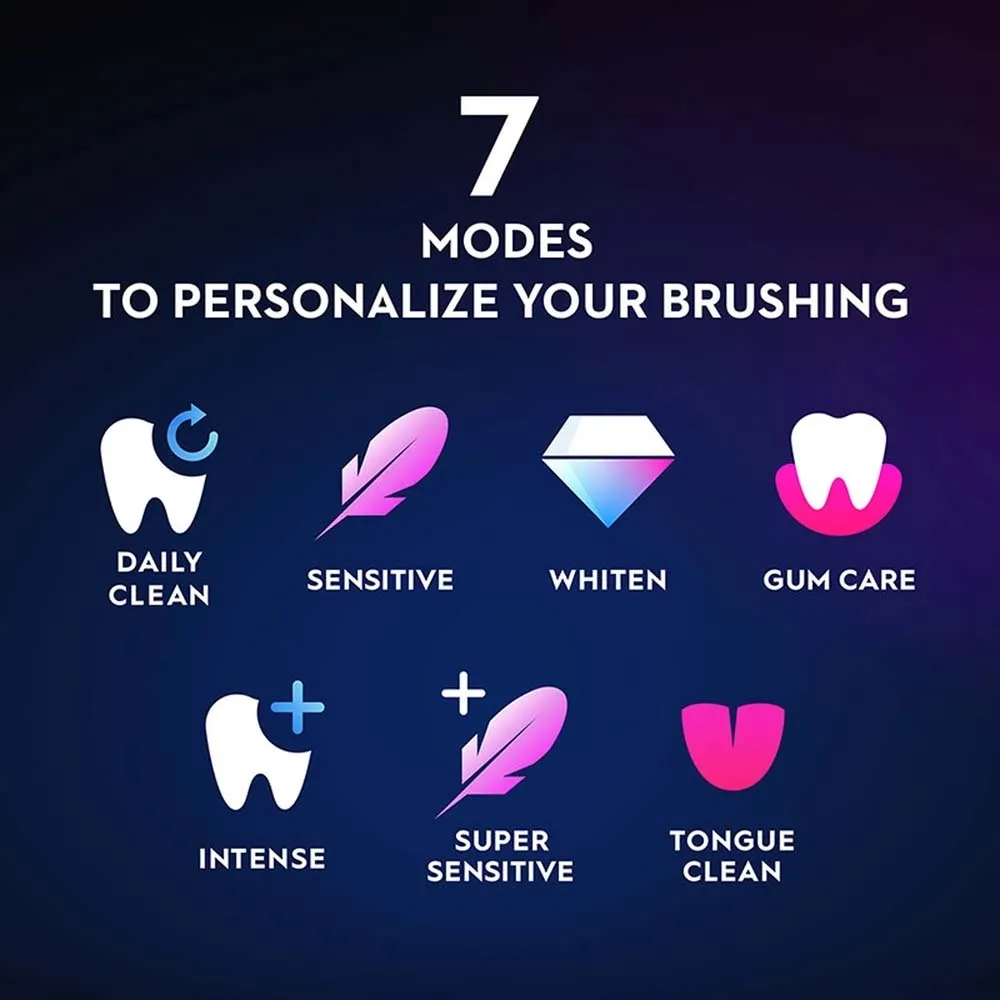 7
MODES
TO PERSONALIZE YOUR BRUSHING
DAILY
CLEAN
SENSITIVE
WHITEN
GUM CARE
INTENSE
SUPER
SENSITIVE
TONGUE
CLEAN